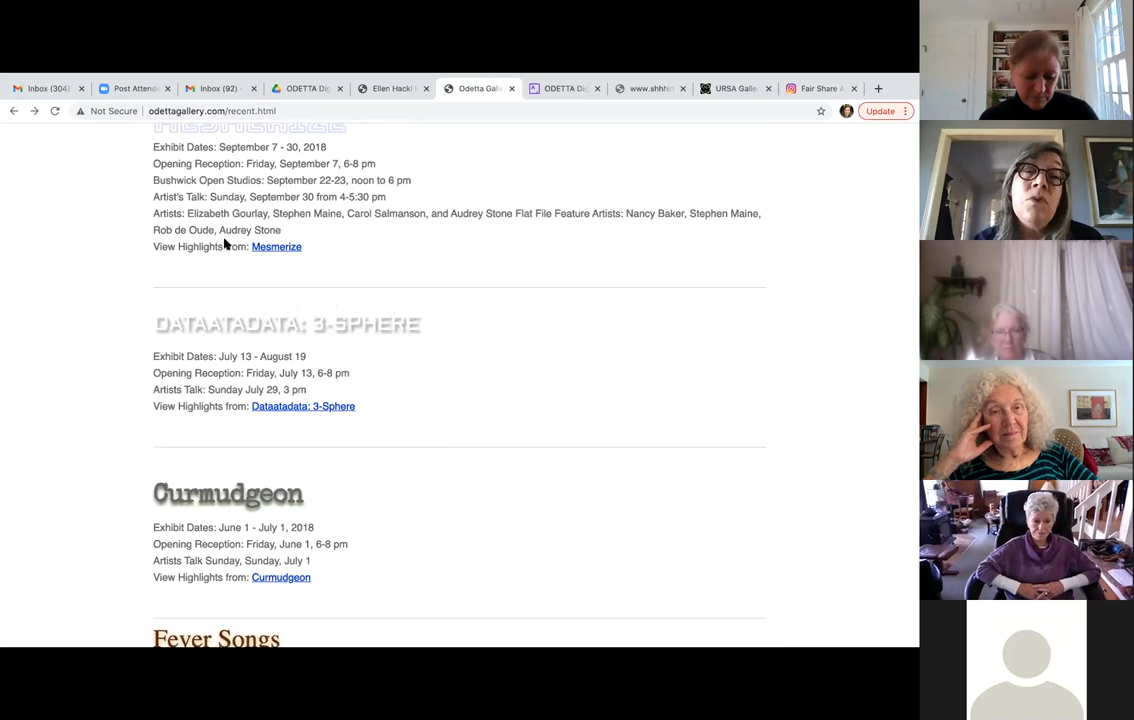 Inbox (304)
Post Attende
Inbox (92) -
ODETTA Dig
Ellen Hackl
Odetta Galle
ODETTA Dig
www.shhhin
URSA Galle
Fair Share A
Not Secure
odettagallery.com/recent.html
Update
MESMERIZE
Exhibit Dates: September 7 - 30, 2018
Opening Reception: Friday, September 7, 6-8 pm
Bushwick Open Studios: September 22-23, noon to 6 pm
Artist's Talk: Sunday, September 30 from 4-5:30 pm
Artists: Elizabeth Gourlay, Stephen Maine, Carol Salmanson, and Audrey Stone Flat File Feature Artists: Nancy Baker, Stephen Maine,
Rob de Oude, Audrey Stone
View Highlights from: Mesmerize
DATAATADATA: 3-SPHERE
Exhibit Dates: July 13 - August 19
Opening Reception: Friday, July 13, 6-8 pm
Artists Talk: Sunday July 29, 3 pm
View Highlights from: Dataatadata: 3-Sphere
Curmudgeon
Exhibit Dates: June 1 - July 1, 2018
Opening Reception: Friday, June 1, 6-8 pm
Artists Talk Sunday, Sunday, July 1
View Highlights from: Curmudgeon
Fever Songs